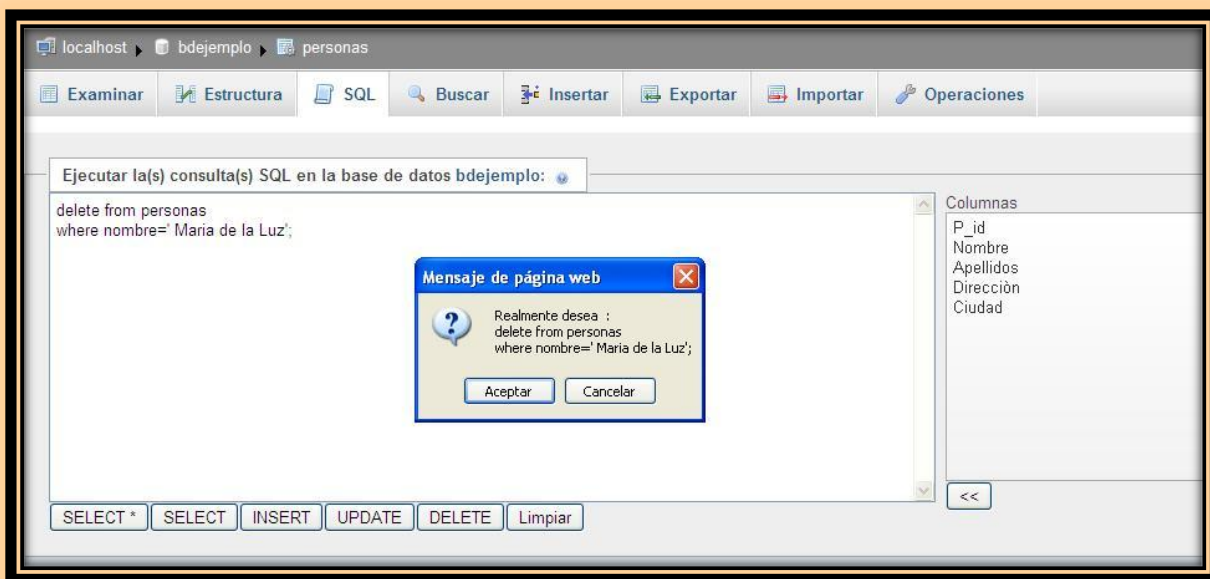 localhost bdejemplo personas
Examinar Estructura SQL Buscar Insertar Exportar Importar Operaciones
Ejecutar la(s) consulta(s) SQL en la base de datos bdejemplo:
delete from personas
where nombre=' Maria de la Luz';
Columnas
P_id
Nombre
Apellidos
Direcciòn
Ciudad
Mensaje de página web
Realmente desea :
delete from personas
where nombre=' Maria de la Luz';
Aceptar Cancelar
<<
SELECT * SELECT INSERT UPDATE DELETE Limpiar